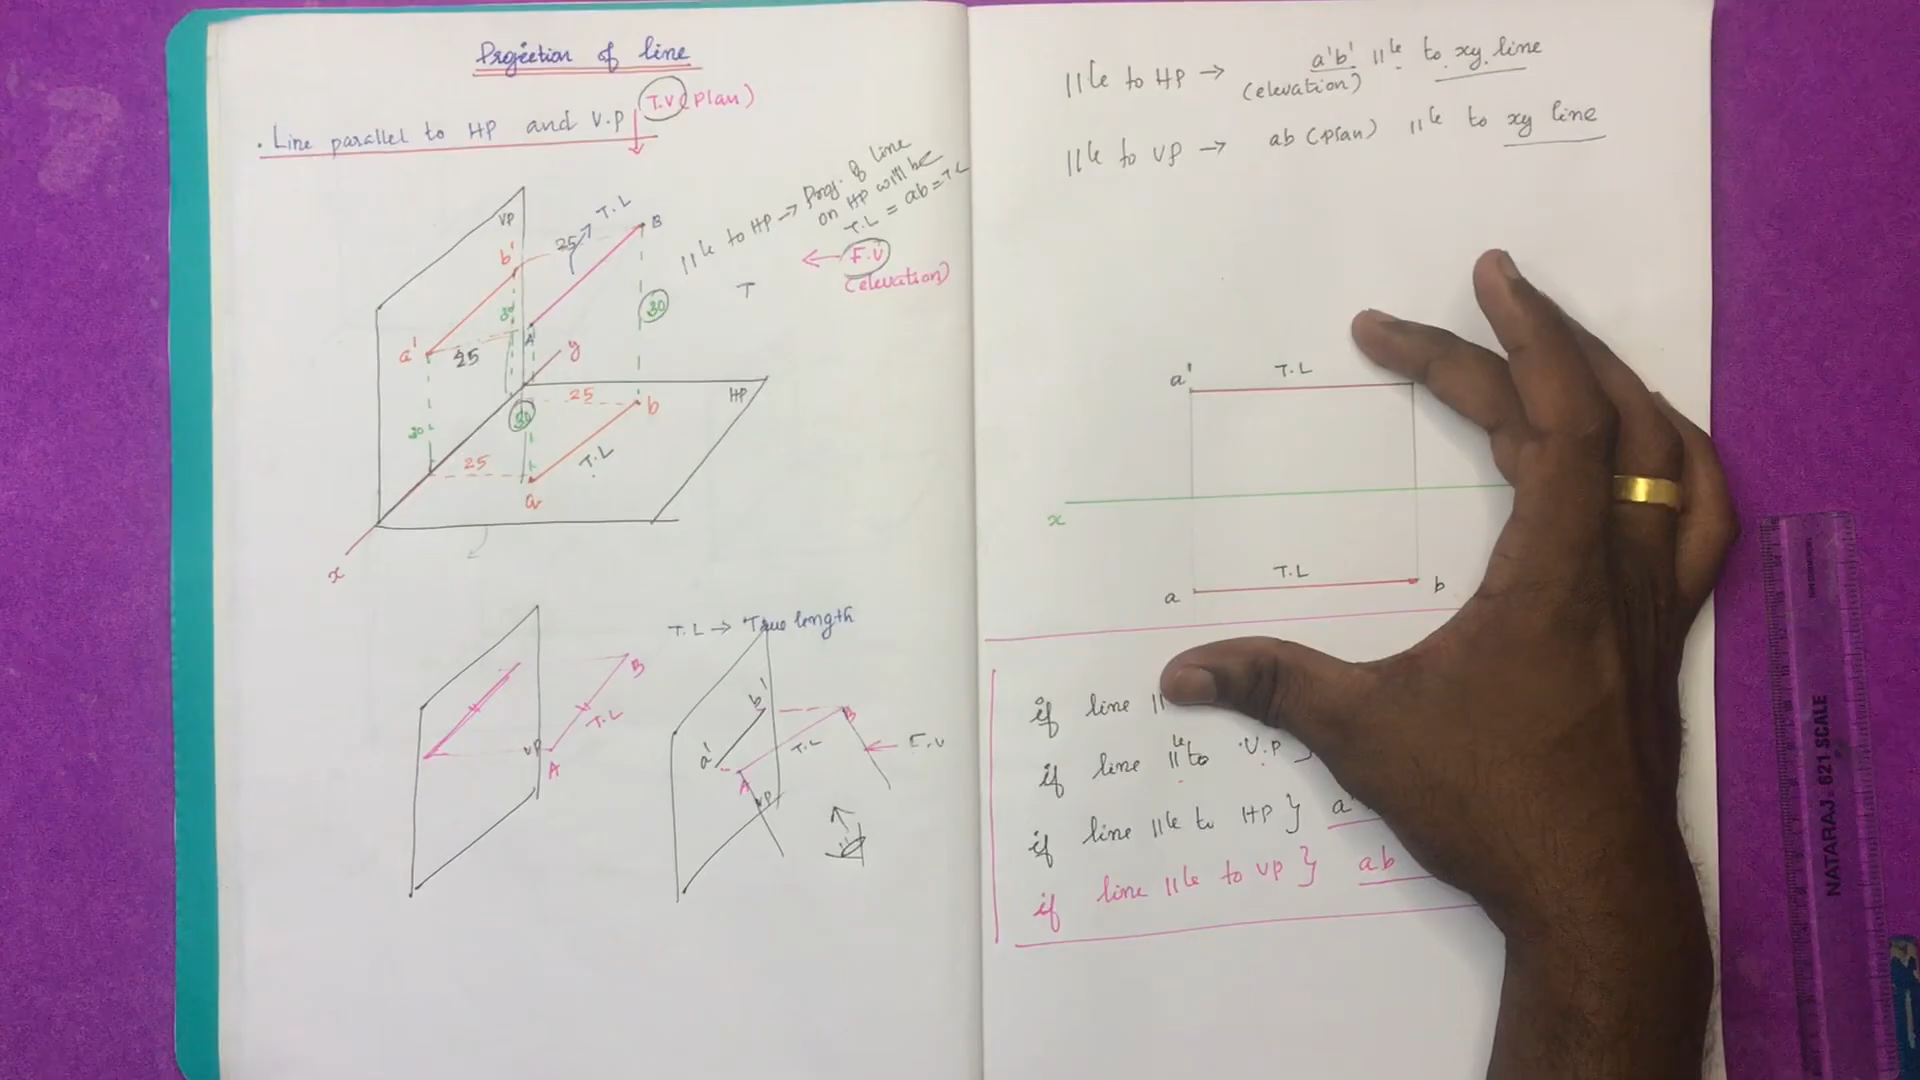 Projection of line
. Line parallel to HP and V.P
T.V (Plan)
VP
b'
25
T.L
B
||le to HP → Proj. of line
on HP will be
T.L = ab = T.L
T
← F.V
(elevation)
30
30
a'
25
A
y
HP
30
25
b
30
25
T.L
a
x
T.L → True length
B
T.L
VP
A
b'
B
a'
T.L
← F.V
A
VP
||le to HP → a'b' ||le to xy line
(elevation)
||le to VP → ab (plan) ||le to xy line
a'
T.L
x
T.L
a
b
if line ||
if line ||le to V.P }
if line ||le to HP } a'
if line ||le to VP } ab
NATARAJ. 621 SCALE